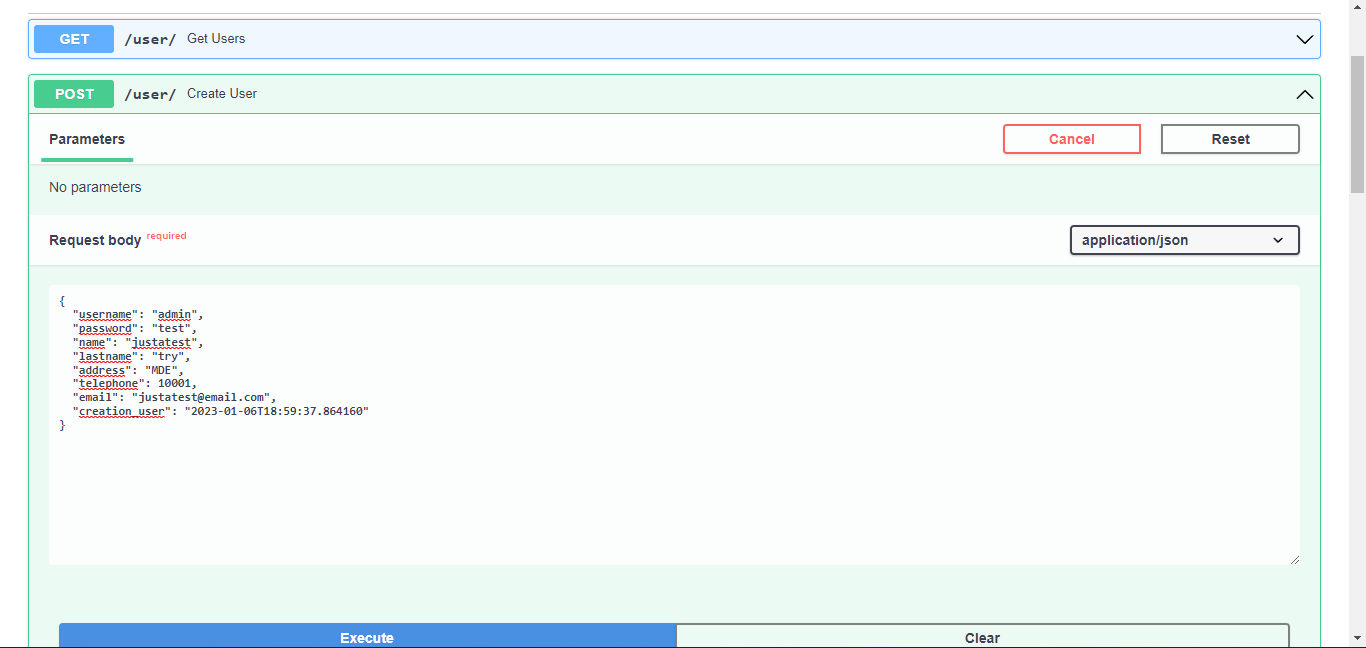 GET /user/ Get Users
POST /user/ Create User
Parameters Cancel Reset
No parameters
Request body required application/json
{
  "username": "admin",
  "password": "test",
  "name": "justatest",
  "lastname": "try",
  "address": "MDE",
  "telephone": 10001,
  "email": "justatest@email.com",
  "creation_user": "2023-01-06T18:59:37.864160"
}
Execute Clear